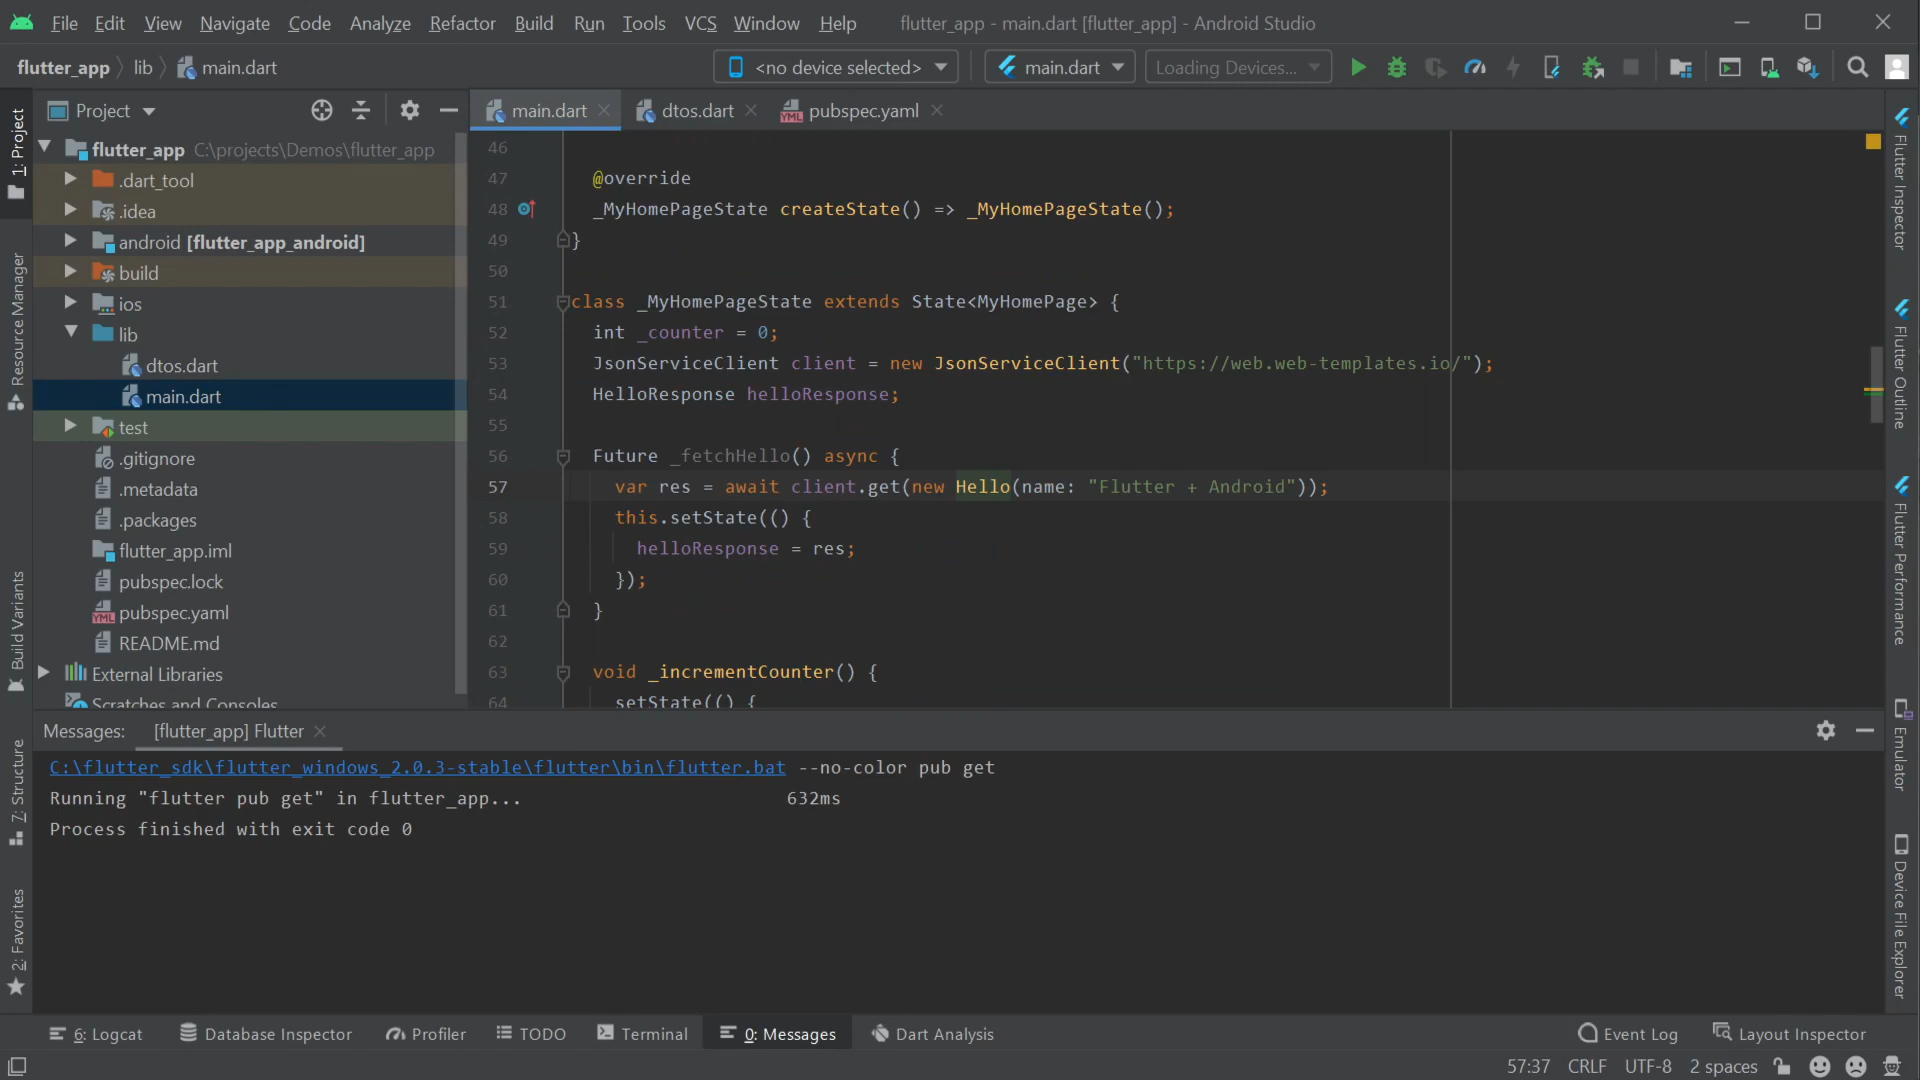 File Edit View Navigate Code Analyze Refactor Build Run Tools VCS Window Help flutter_app - main.dart [flutter_app] - Android Studio
flutter_app lib main.dart <no device selected> main.dart Loading Devices...
Project main.dart dtos.dart pubspec.yaml
1: Project
Resource Manager
Build Variants
7: Structure
2: Favorites
flutter_app C:\projects\Demos\flutter_app
.dart_tool
.idea
android [flutter_app_android]
build
ios
lib
dtos.dart
main.dart
test
.gitignore
.metadata
.packages
flutter_app.iml
pubspec.lock
pubspec.yaml
README.md
External Libraries
Scratches and Consoles
46
47 @override
48 _MyHomePageState createState() => _MyHomePageState();
49 }
50
51 class _MyHomePageState extends State<MyHomePage> {
52 int _counter = 0;
53 JsonServiceClient client = new JsonServiceClient("https://web.web-templates.io/");
54 HelloResponse helloResponse;
55
56 Future _fetchHello() async {
57 var res = await client.get(new Hello(name: "Flutter + Android"));
58 this.setState(() {
59 helloResponse = res;
60 });
61 }
62
63 void _incrementCounter() {
64 setState(() {
Flutter Inspector
Flutter Outline
Flutter Performance
Emulator
Device File Explorer
Messages: [flutter_app] Flutter
C:\flutter_sdk\flutter_windows_2.0.3-stable\flutter\bin\flutter.bat --no-color pub get
Running "flutter pub get" in flutter_app... 632ms
Process finished with exit code 0
6: Logcat Database Inspector Profiler TODO Terminal 0: Messages Dart Analysis Event Log Layout Inspector
57:37 CRLF UTF-8 2 spaces